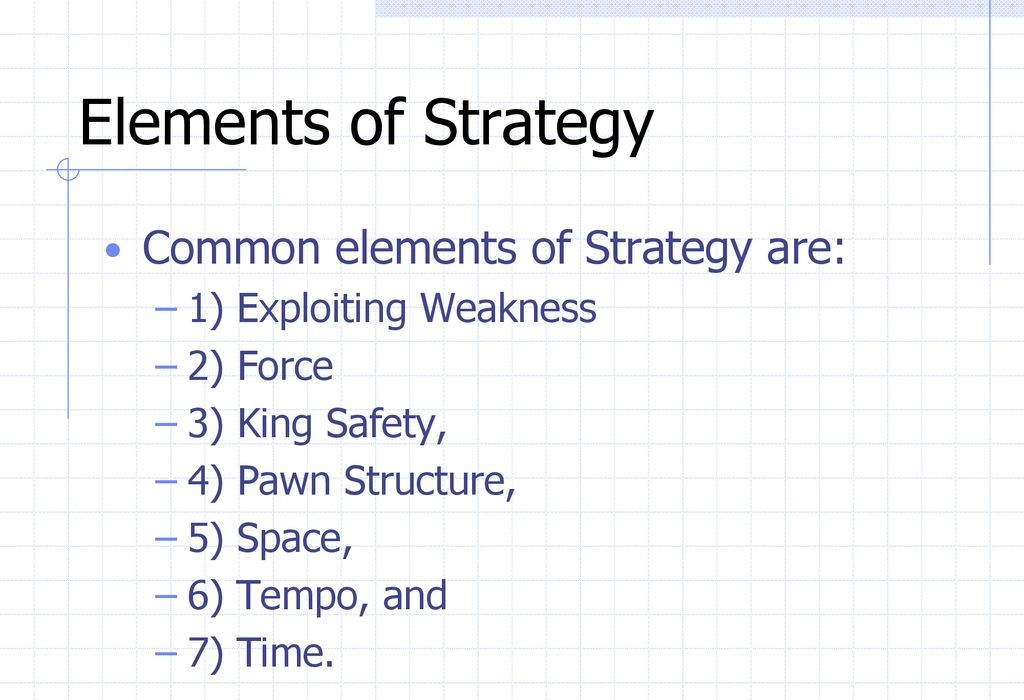 Elements of Strategy
• Common elements of Strategy are:
– 1) Exploiting Weakness
– 2) Force
– 3) King Safety,
– 4) Pawn Structure,
– 5) Space,
– 6) Tempo, and
– 7) Time.